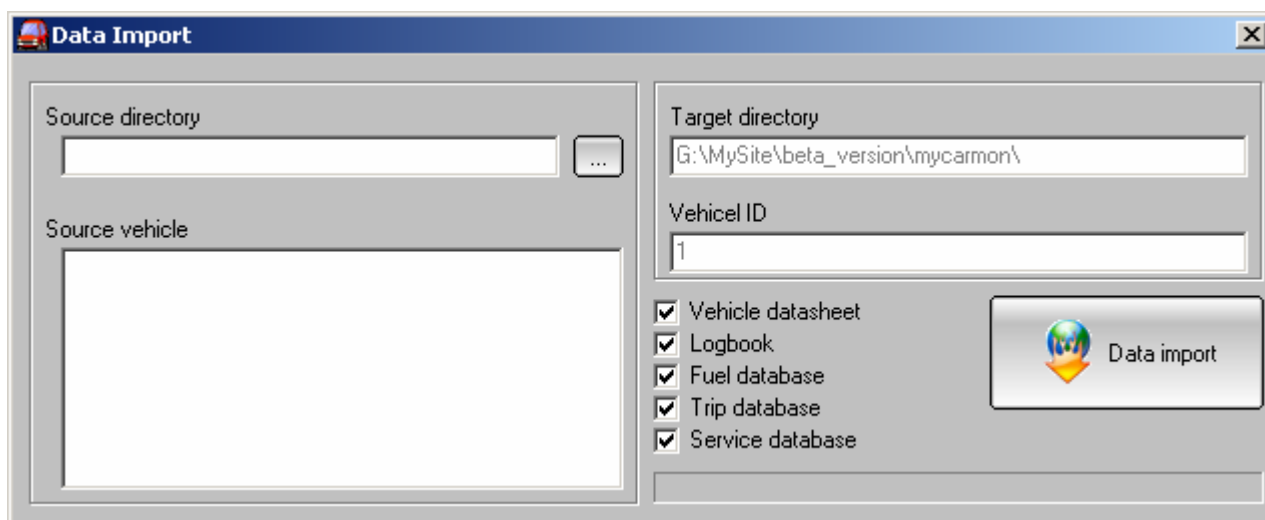 Data Import
Source directory
...
Source vehicle
Target directory
G:\MySite\beta_version\mycarmon\
Vehicel ID
1
Vehicle datasheet
Logbook
Fuel database
Trip database
Service database
Data import